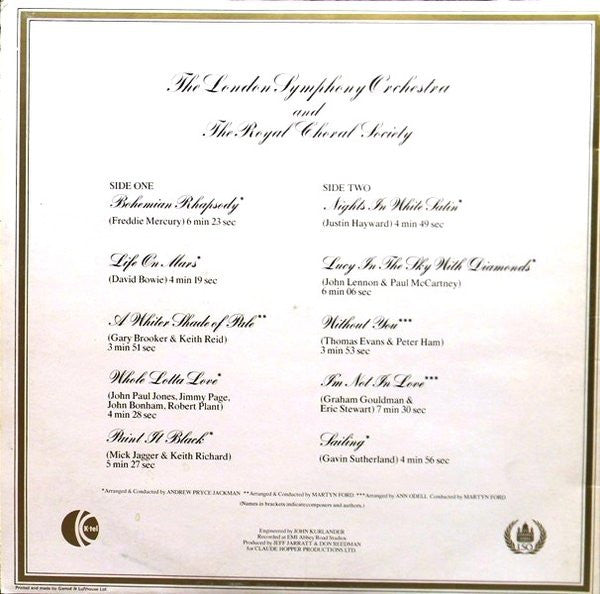 The London Symphony Orchestra
and
The Royal Choral Society
SIDE ONE
Bohemian Rhapsody*
(Freddie Mercury) 6 min 23 sec
Life On Mars*
(David Bowie) 4 min 19 sec
A Whiter Shade of Pale**
(Gary Brooker & Keith Reid)
3 min 51 sec
Whole Lotta Love*
(John Paul Jones, Jimmy Page,
John Bonham, Robert Plant)
4 min 28 sec
Paint It Black*
(Mick Jagger & Keith Richard)
5 min 27 sec
SIDE TWO
Nights In White Satin*
(Justin Hayward) 4 min 49 sec
Lucy In The Sky With Diamonds*
(John Lennon & Paul McCartney)
6 min 06 sec
Without You***
(Thomas Evans & Peter Ham)
3 min 53 sec
I'm Not In Love***
(Graham Gouldman &
Eric Stewart) 7 min 30 sec
Sailing*
(Gavin Sutherland) 4 min 56 sec
*Arranged & Conducted by ANDREW PRYCE JACKMAN **Arranged & Conducted by MARTYN FORD ***Arranged by ANN ODELL Conducted by MARTYN FORD
(Names in brackets indicate composers and authors.)
K-tel
Engineered by JOHN KURLANDER
Recorded at EMI Abbey Road Studios
Produced by JEFF JARRATT & DON REEDMAN
for CLAUDE HOPPER PRODUCTIONS LTD.
LSO
Printed and made by Garrod & Lofthouse Ltd